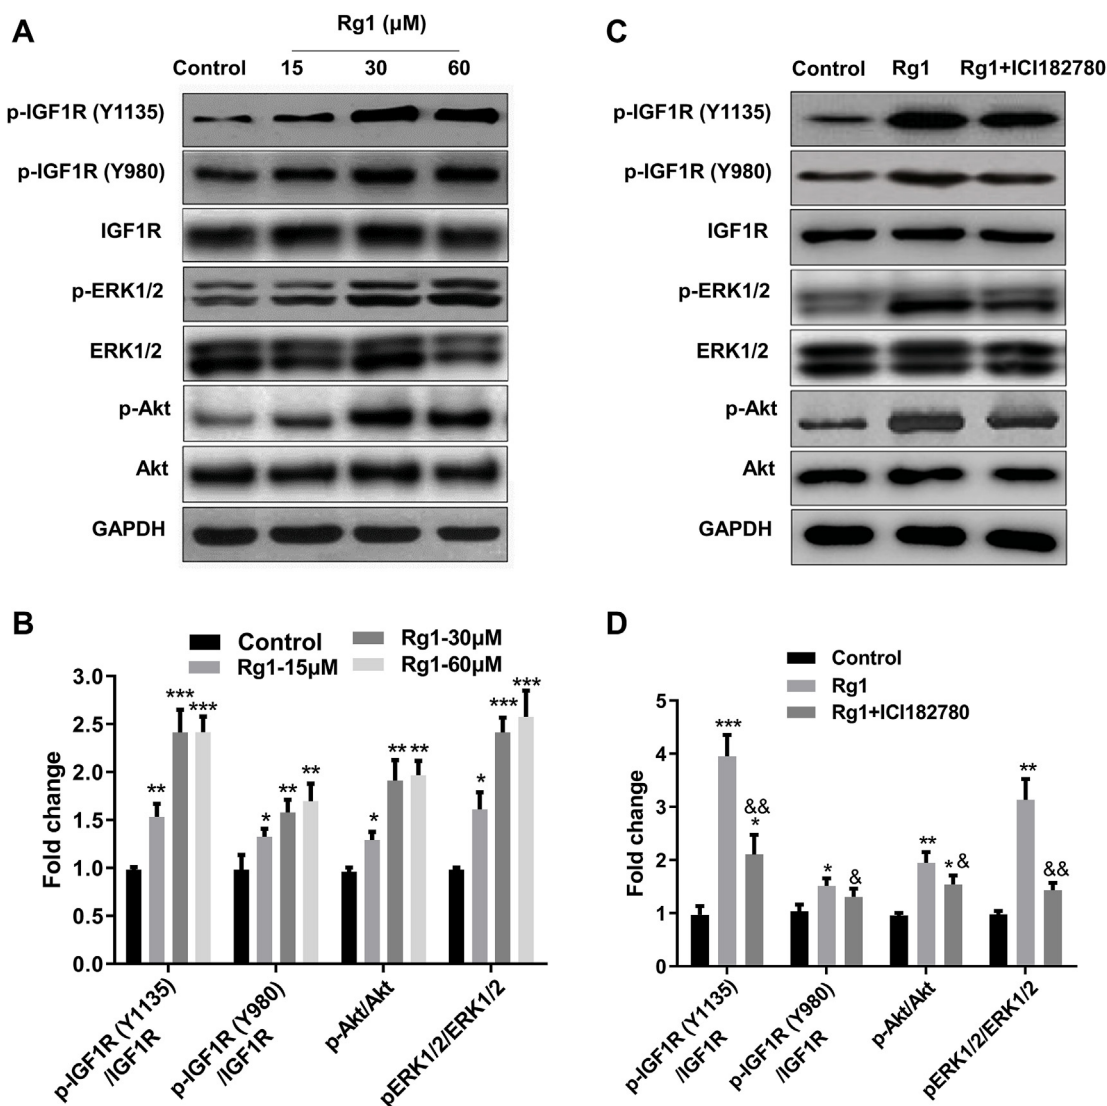 A
Rg1 (µM)
Control 15 30 60
p-IGF1R (Y1135)
p-IGF1R (Y980)
IGF1R
p-ERK1/2
ERK1/2
p-Akt
Akt
GAPDH
C
Control Rg1 Rg1+ICI182780
p-IGF1R (Y1135)
p-IGF1R (Y980)
IGF1R
p-ERK1/2
ERK1/2
p-Akt
Akt
GAPDH
B
Control Rg1-30µM
Rg1-15µM Rg1-60µM
Fold change
3.0
2.5
2.0
1.5
1.0
0.5
0.0
** *** ***
* ** **
* ** **
* *** ***
p-IGF1R (Y1135)
/IGF1R
p-IGF1R (Y980)
/IGF1R
p-Akt/Akt
pERK1/2/ERK1/2
D
Control
Rg1
Rg1+ICI182780
Fold change
5
4
3
2
1
0
***
&&
*
* &
** * &
** &&
p-IGF1R (Y1135)
/IGF1R
p-IGF1R (Y980)
/IGF1R
p-Akt/Akt
pERK1/2/ERK1/2